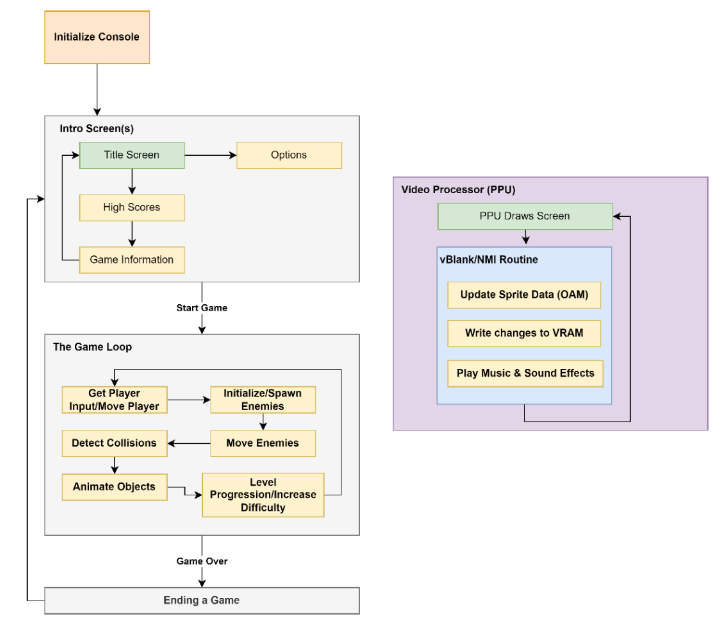 Initialize Console
Intro Screen(s)
Title Screen
Options
High Scores
Game Information
Start Game
The Game Loop
Get Player
Input/Move Player
Initialize/Spawn
Enemies
Detect Collisions
Move Enemies
Animate Objects
Level
Progression/Increase
Difficulty
Game Over
Ending a Game
Video Processor (PPU)
PPU Draws Screen
vBlank/NMI Routine
Update Sprite Data (OAM)
Write changes to VRAM
Play Music & Sound Effects